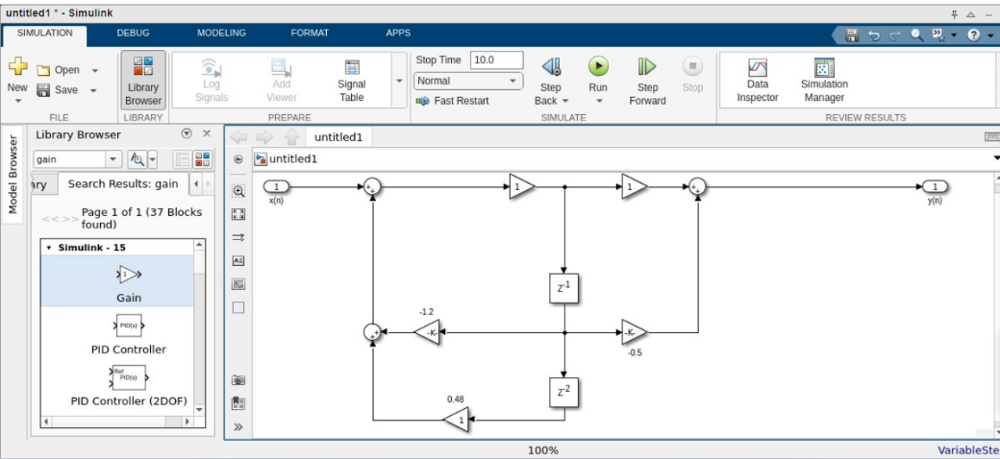 untitled1 * - Simulink
SIMULATION DEBUG MODELING FORMAT APPS
New
Open
Save
FILE
Library
Browser
LIBRARY
Log
Signals
Add
Viewer
Signal
Table
PREPARE
Stop Time 10.0
Normal
Fast Restart
Step
Back
Run
Step
Forward
Stop
SIMULATE
Data
Inspector
Simulation
Manager
REVIEW RESULTS
Model Browser
Library Browser
gain
ary Search Results: gain
<< >> Page 1 of 1 (37 Blocks
found)
Simulink - 15
1
Gain
PID(s)
PID Controller
Ref
PID(s)
PID Controller (2DOF)
untitled1
untitled1
1
x(n)
+
+
1
1
+
+
1
y(n)
Z-1
-1.2
-K-
+
+
-K-
-0.5
Z-2
0.48
1
100%
VariableSte